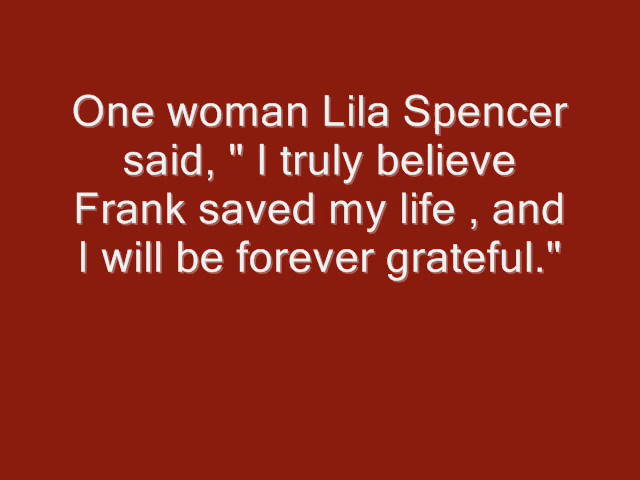 One woman Lila Spencer
said, " I truly believe
Frank saved my life , and
I will be forever grateful."